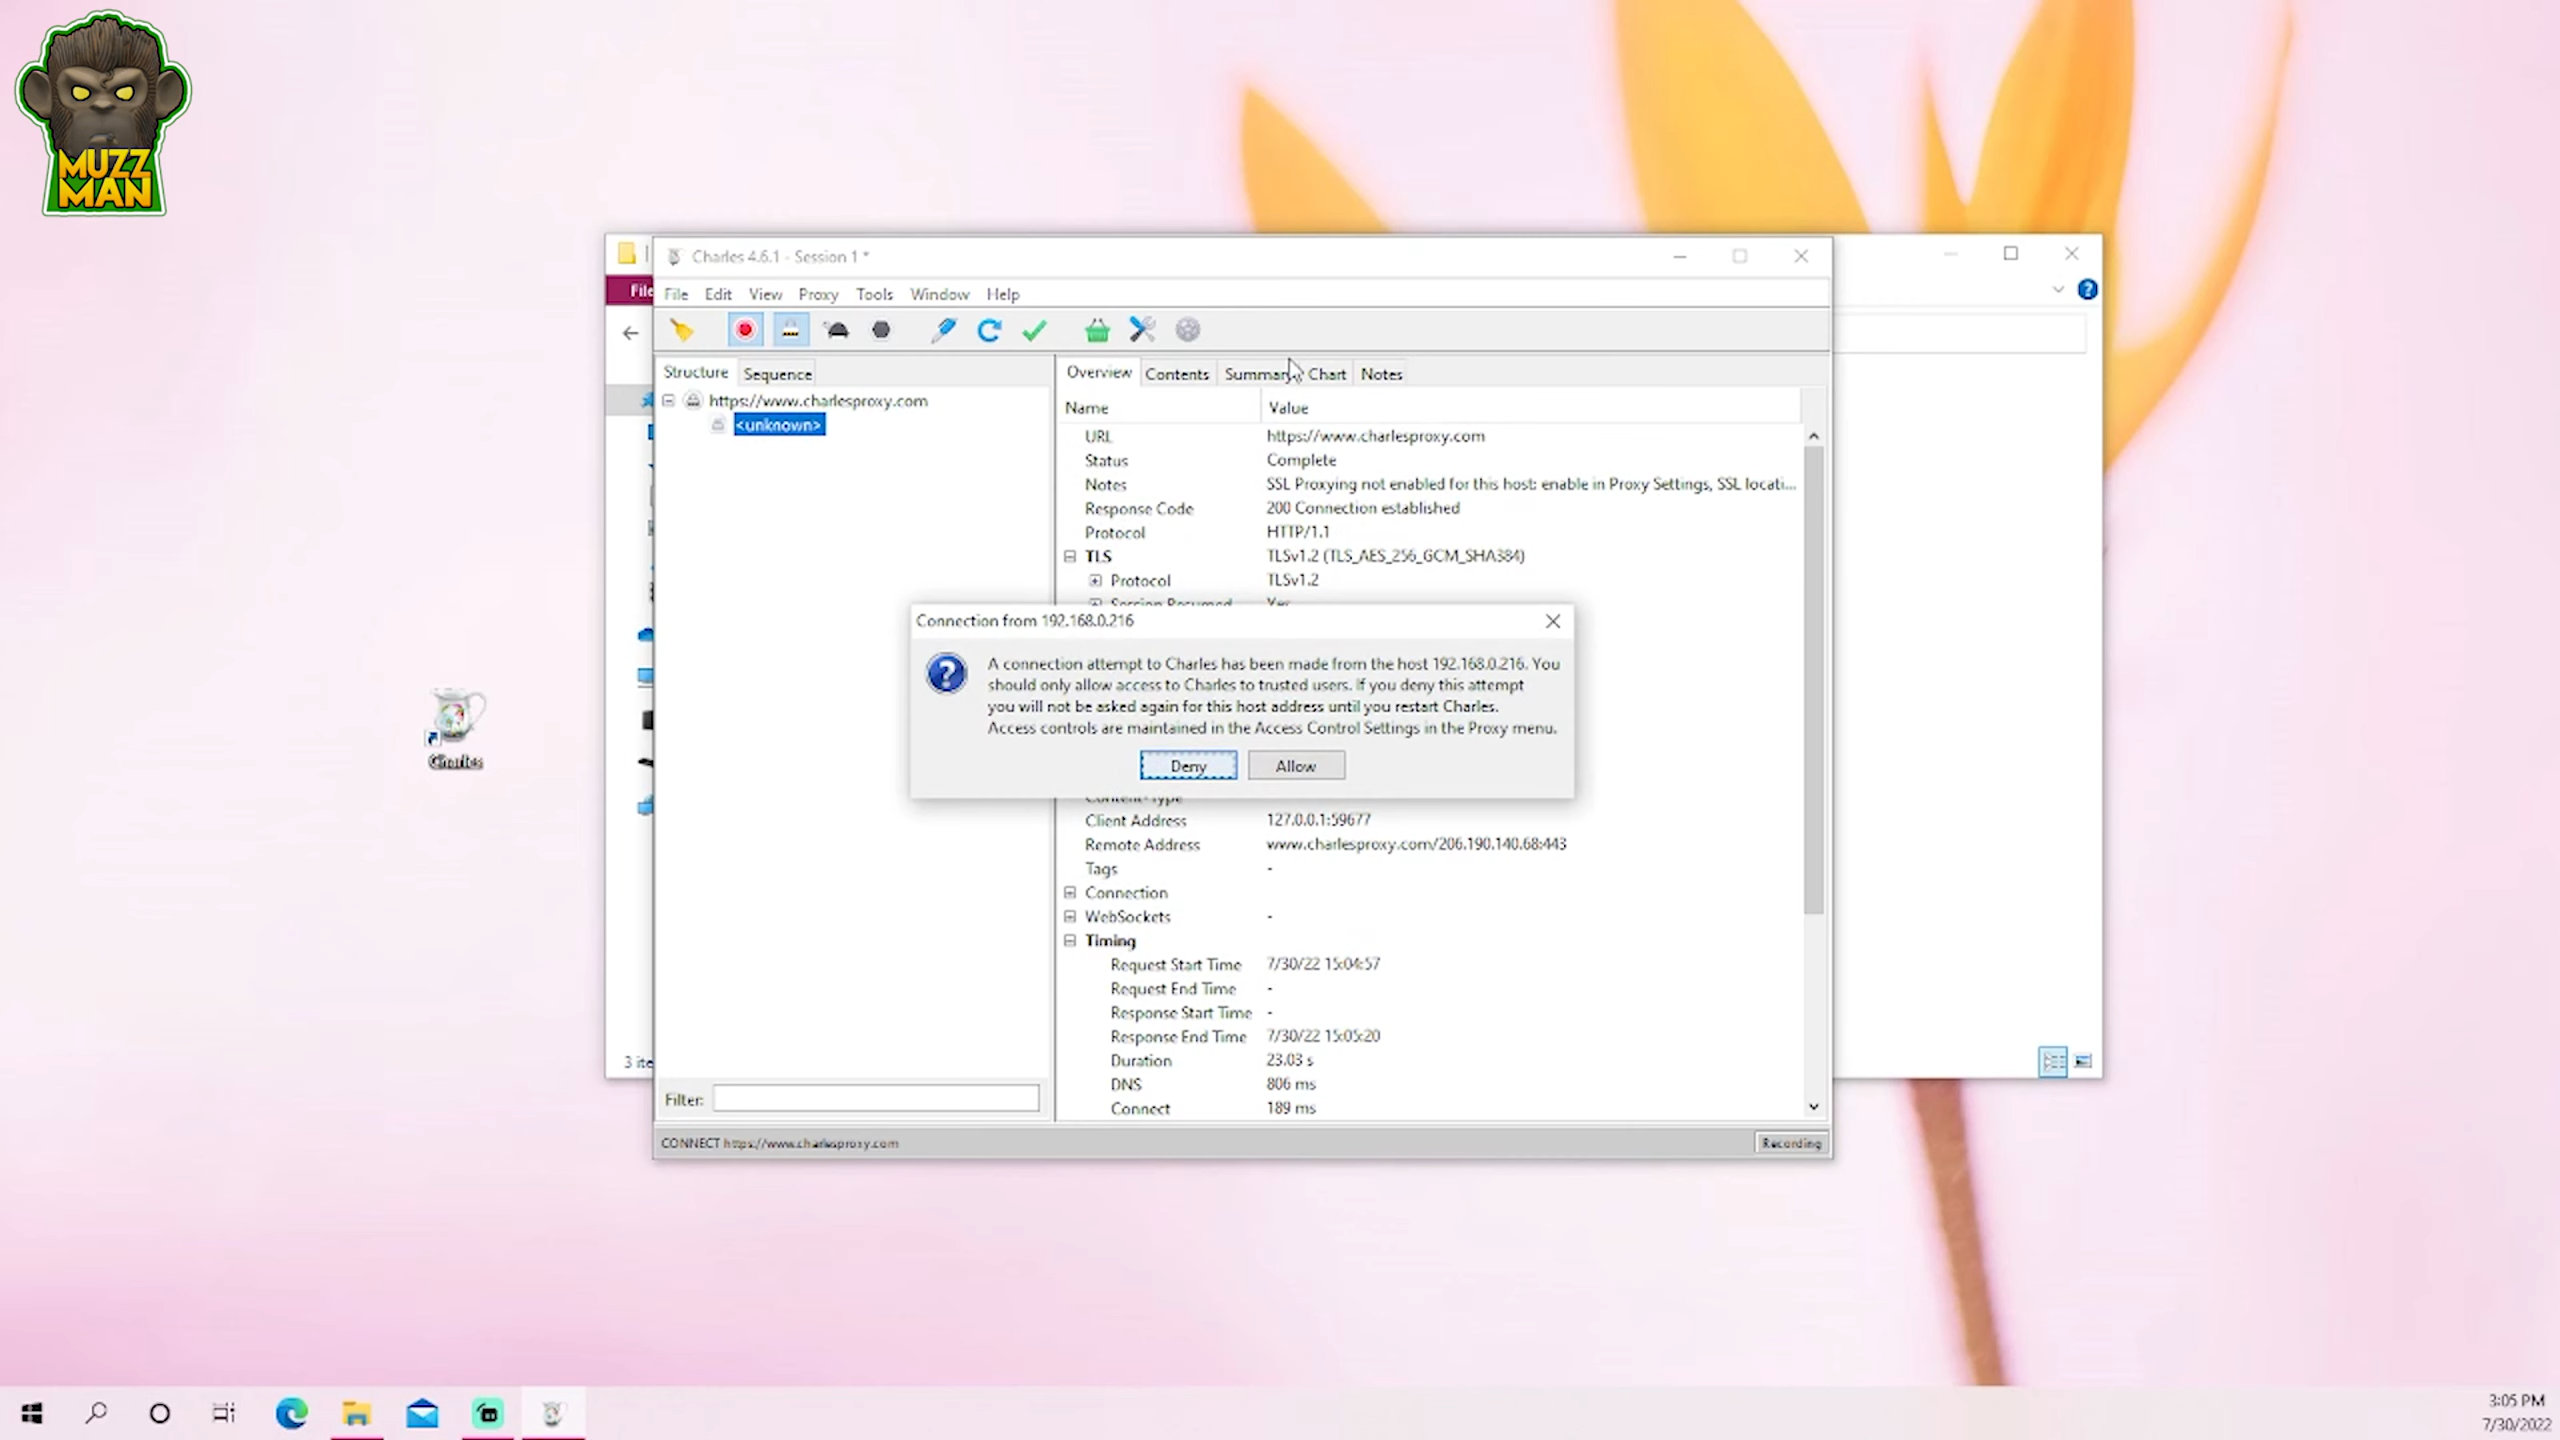 MUZZ
MAN
Charles 4.6.1 - Session 1 *
File
File Edit View Proxy Tools Window Help
Structure Sequence
Overview Contents Summary Chart Notes
https://www.charlesproxy.com
<unknown>
Name Value
URL https://www.charlesproxy.com
Status Complete
Notes SSL Proxying not enabled for this host: enable in Proxy Settings, SSL locati...
Response Code 200 Connection established
Protocol HTTP/1.1
TLS TLSv1.2 (TLS_AES_256_GCM_SHA384)
Protocol TLSv1.2
Session Resumed Yes
Connection from 192.168.0.216
A connection attempt to Charles has been made from the host 192.168.0.216. You
should only allow access to Charles to trusted users. If you deny this attempt
you will not be asked again for this host address until you restart Charles.
Access controls are maintained in the Access Control Settings in the Proxy menu.
Deny Allow
Charles
Content-Type
Client Address 127.0.0.1:59677
Remote Address www.charlesproxy.com/206.190.140.68:443
Tags -
Connection
WebSockets -
Timing
Request Start Time 7/30/22 15:04:57
Request End Time -
Response Start Time -
Response End Time 7/30/22 15:05:20
Duration 23.03 s
DNS 806 ms
Connect 189 ms
3 ite
Filter:
CONNECT https://www.charlesproxy.com
Recording
3:05 PM
7/30/2022